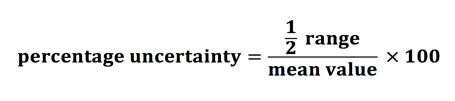 percentage uncertainty = (½ range / mean value) × 100